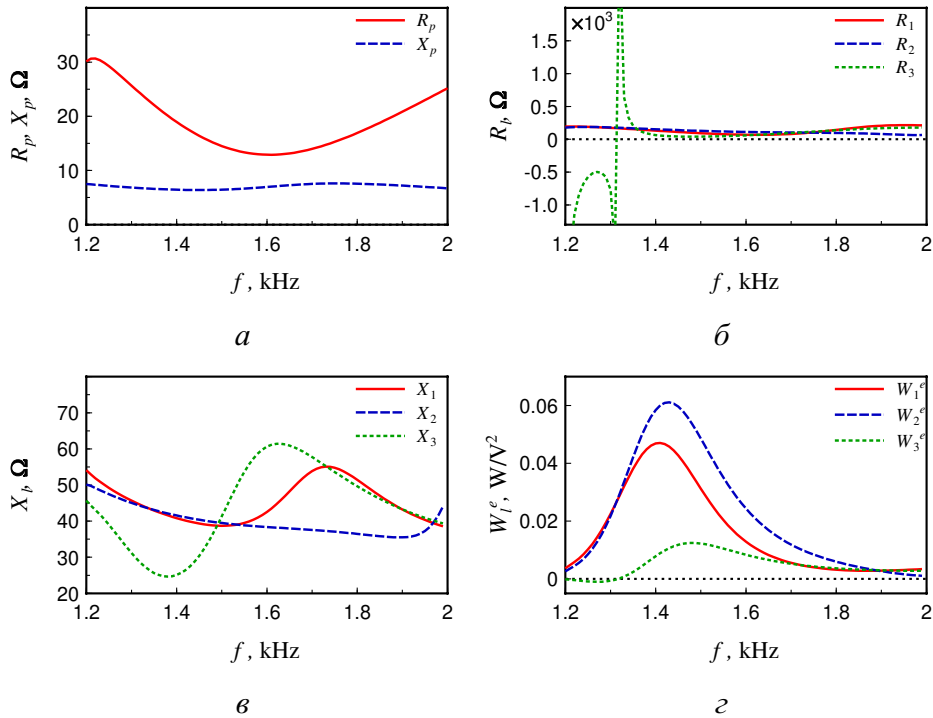 R_p
X_p
30
20
10
0
R_p, X_p, Ω
1.2 1.4 1.6 1.8 2
f, kHz
а
×10^3
R_1
R_2
R_3
1.5
1.0
0.5
0
-0.5
-1.0
R_l, Ω
1.2 1.4 1.6 1.8 2
f, kHz
б
X_1
X_2
X_3
80
70
60
50
40
30
20
X_l, Ω
1.2 1.4 1.6 1.8 2
f, kHz
в
W_1^e
W_2^e
W_3^e
0.06
0.04
0.02
0
W_l^e, W/V^2
1.2 1.4 1.6 1.8 2
f, kHz
г